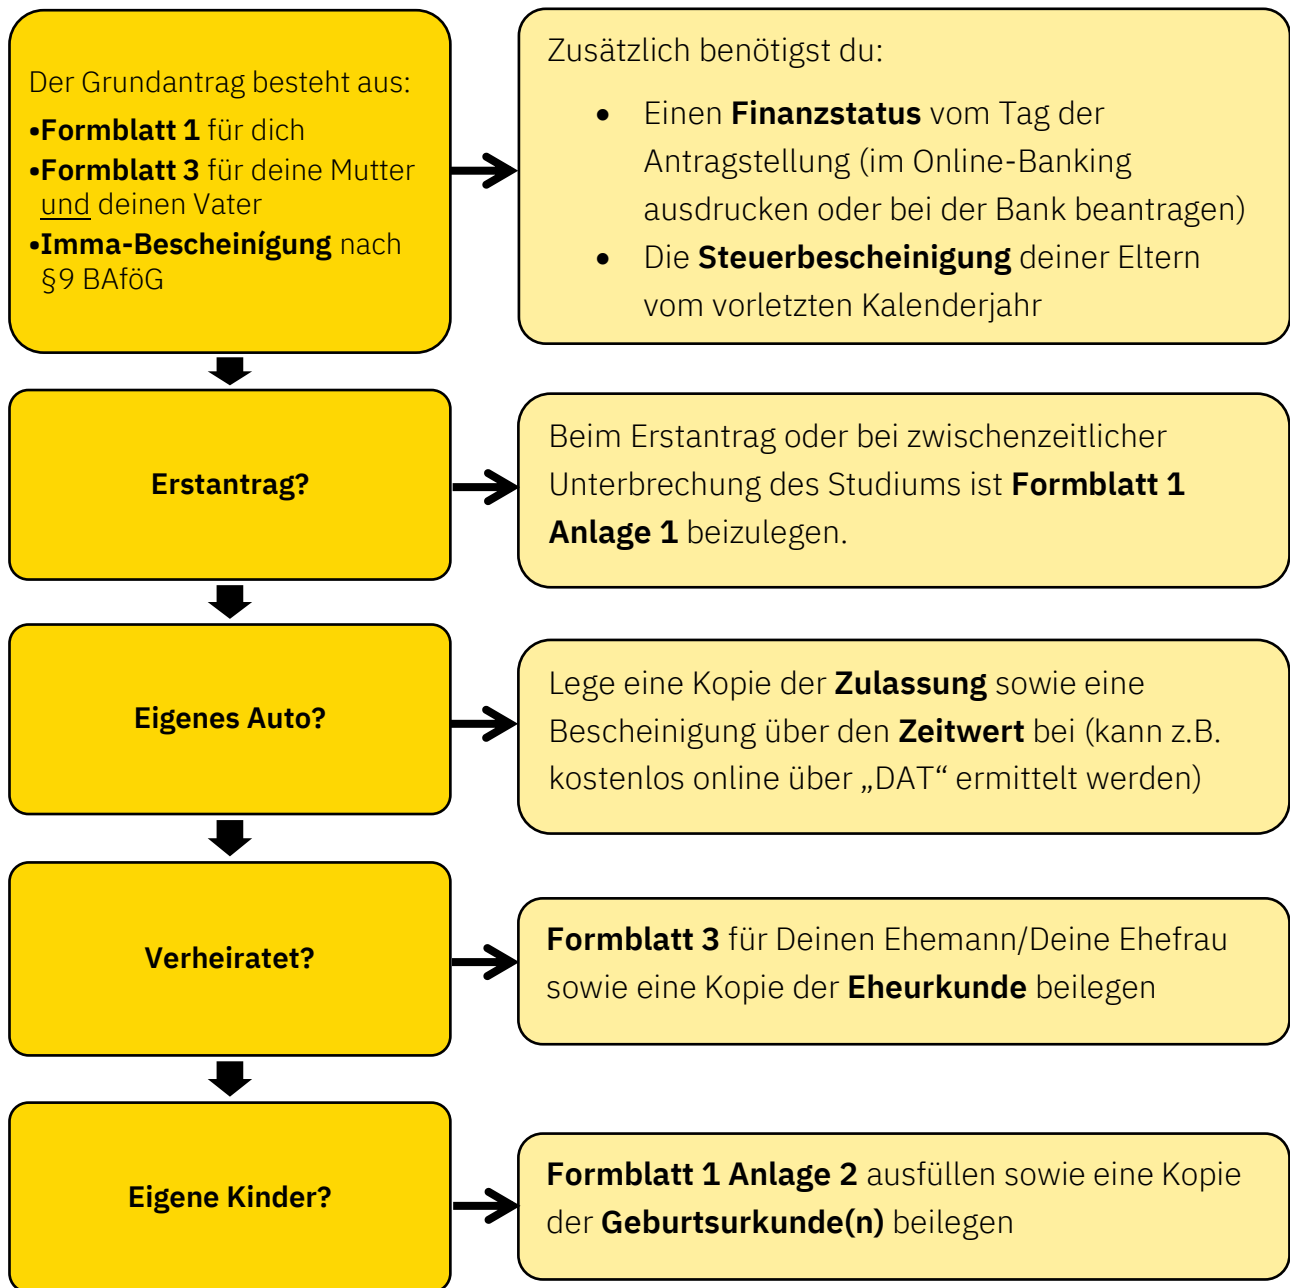 Der Grundantrag besteht aus:
•Formblatt 1 für dich
•Formblatt 3 für deine Mutter
und deinen Vater
•Imma-Bescheinígung nach
§9 BAföG
Zusätzlich benötigst du:
• Einen Finanzstatus vom Tag der
Antragstellung (im Online-Banking
ausdrucken oder bei der Bank beantragen)
• Die Steuerbescheinigung deiner Eltern
vom vorletzten Kalenderjahr
Erstantrag?
Beim Erstantrag oder bei zwischenzeitlicher
Unterbrechung des Studiums ist Formblatt 1
Anlage 1 beizulegen.
Eigenes Auto?
Lege eine Kopie der Zulassung sowie eine
Bescheinigung über den Zeitwert bei (kann z.B.
kostenlos online über „DAT“ ermittelt werden)
Verheiratet?
Formblatt 3 für Deinen Ehemann/Deine Ehefrau
sowie eine Kopie der Eheurkunde beilegen
Eigene Kinder?
Formblatt 1 Anlage 2 ausfüllen sowie eine Kopie
der Geburtsurkunde(n) beilegen